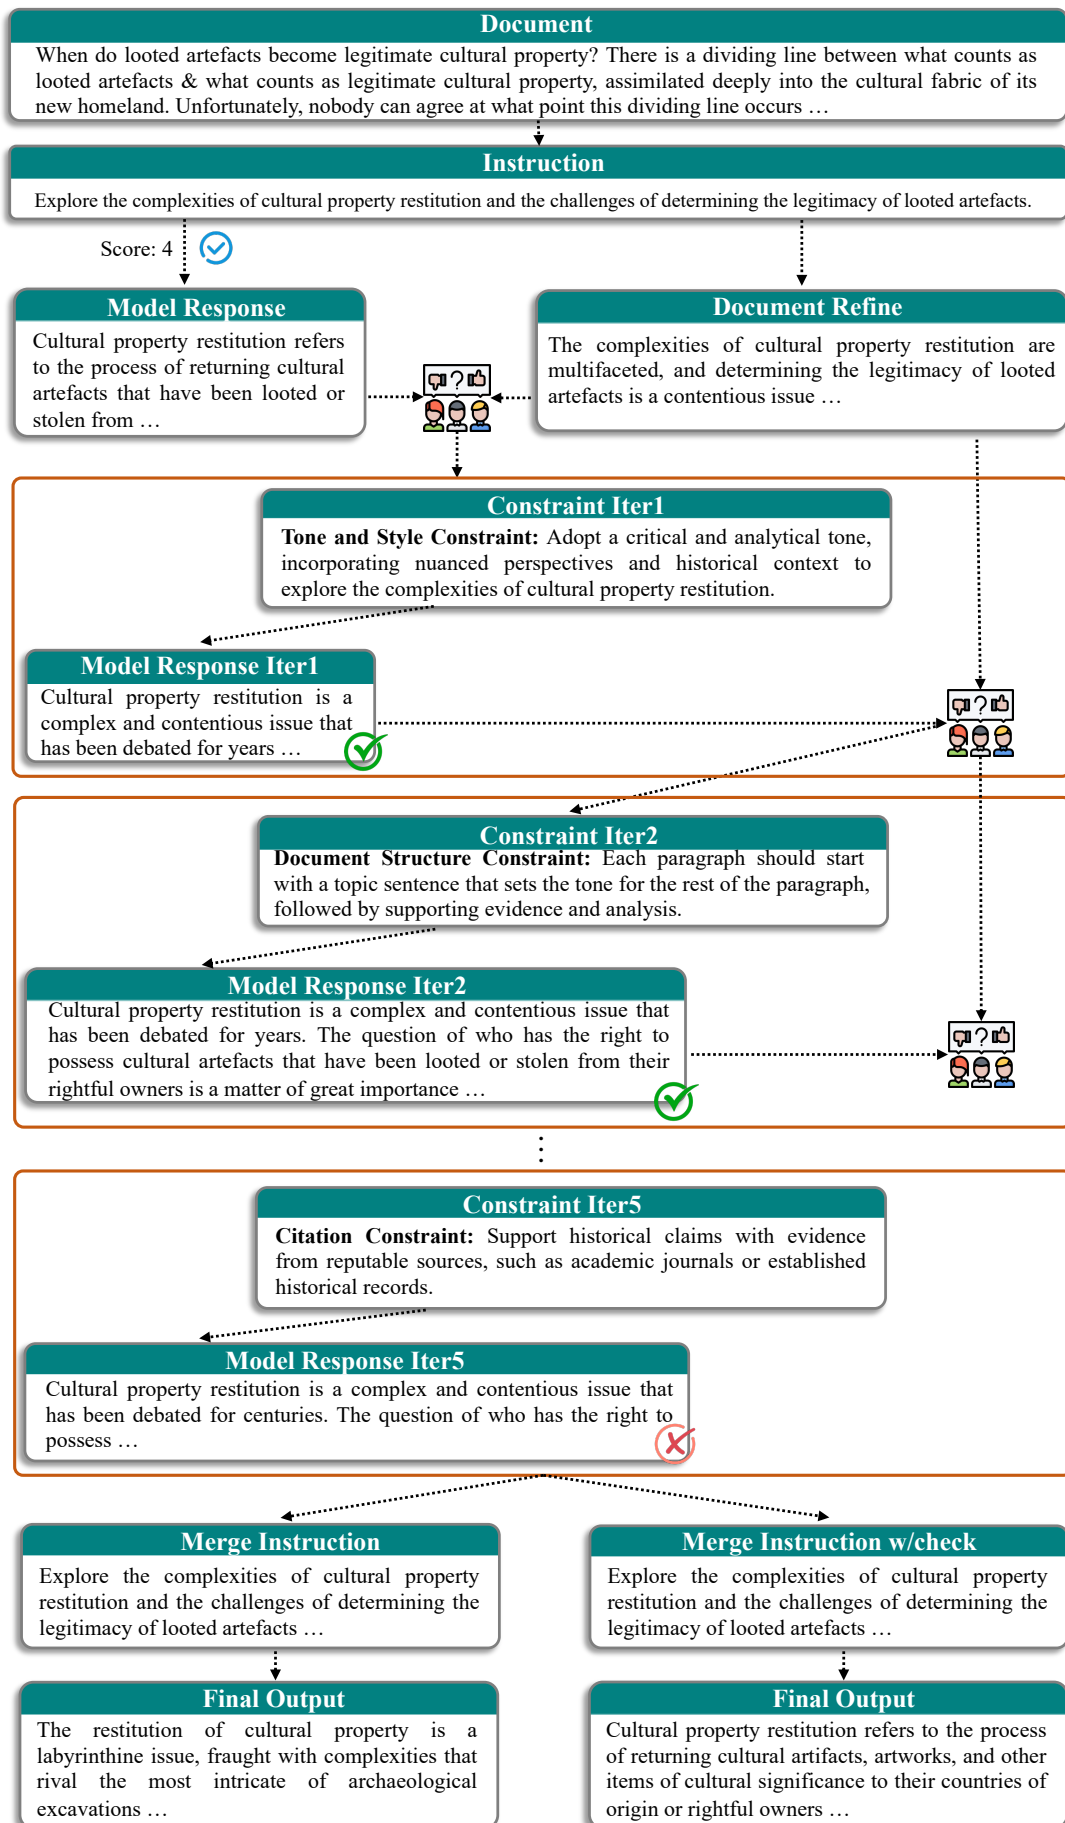 Document
When do looted artefacts become legitimate cultural property? There is a dividing line between what counts as
looted artefacts & what counts as legitimate cultural property, assimilated deeply into the cultural fabric of its
new homeland. Unfortunately, nobody can agree at what point this dividing line occurs …
Instruction
Explore the complexities of cultural property restitution and the challenges of determining the legitimacy of looted artefacts.
Score: 4
Model Response
Cultural property restitution refers
to the process of returning cultural
artefacts that have been looted or
stolen from …
Document Refine
The complexities of cultural property restitution are
multifaceted, and determining the legitimacy of looted
artefacts is a contentious issue …
?
Constraint Iter1
Tone and Style Constraint: Adopt a critical and analytical tone,
incorporating nuanced perspectives and historical context to
explore the complexities of cultural property restitution.
Model Response Iter1
Cultural property restitution is a
complex and contentious issue that
has been debated for years …
?
Constraint Iter2
Document Structure Constraint: Each paragraph should start
with a topic sentence that sets the tone for the rest of the paragraph,
followed by supporting evidence and analysis.
Model Response Iter2
Cultural property restitution is a complex and contentious issue that
has been debated for years. The question of who has the right to
possess cultural artefacts that have been looted or stolen from their
rightful owners is a matter of great importance …
?
⋮
Constraint Iter5
Citation Constraint: Support historical claims with evidence
from reputable sources, such as academic journals or established
historical records.
Model Response Iter5
Cultural property restitution is a complex and contentious issue that
has been debated for centuries. The question of who has the right to
possess …
Merge Instruction
Explore the complexities of cultural property
restitution and the challenges of determining the
legitimacy of looted artefacts …
Merge Instruction w/check
Explore the complexities of cultural property
restitution and the challenges of determining the
legitimacy of looted artefacts …
Final Output
The restitution of cultural property is a
labyrinthine issue, fraught with complexities that
rival the most intricate of archaeological
excavations …
Final Output
Cultural property restitution refers to the process
of returning cultural artifacts, artworks, and other
items of cultural significance to their countries of
origin or rightful owners …